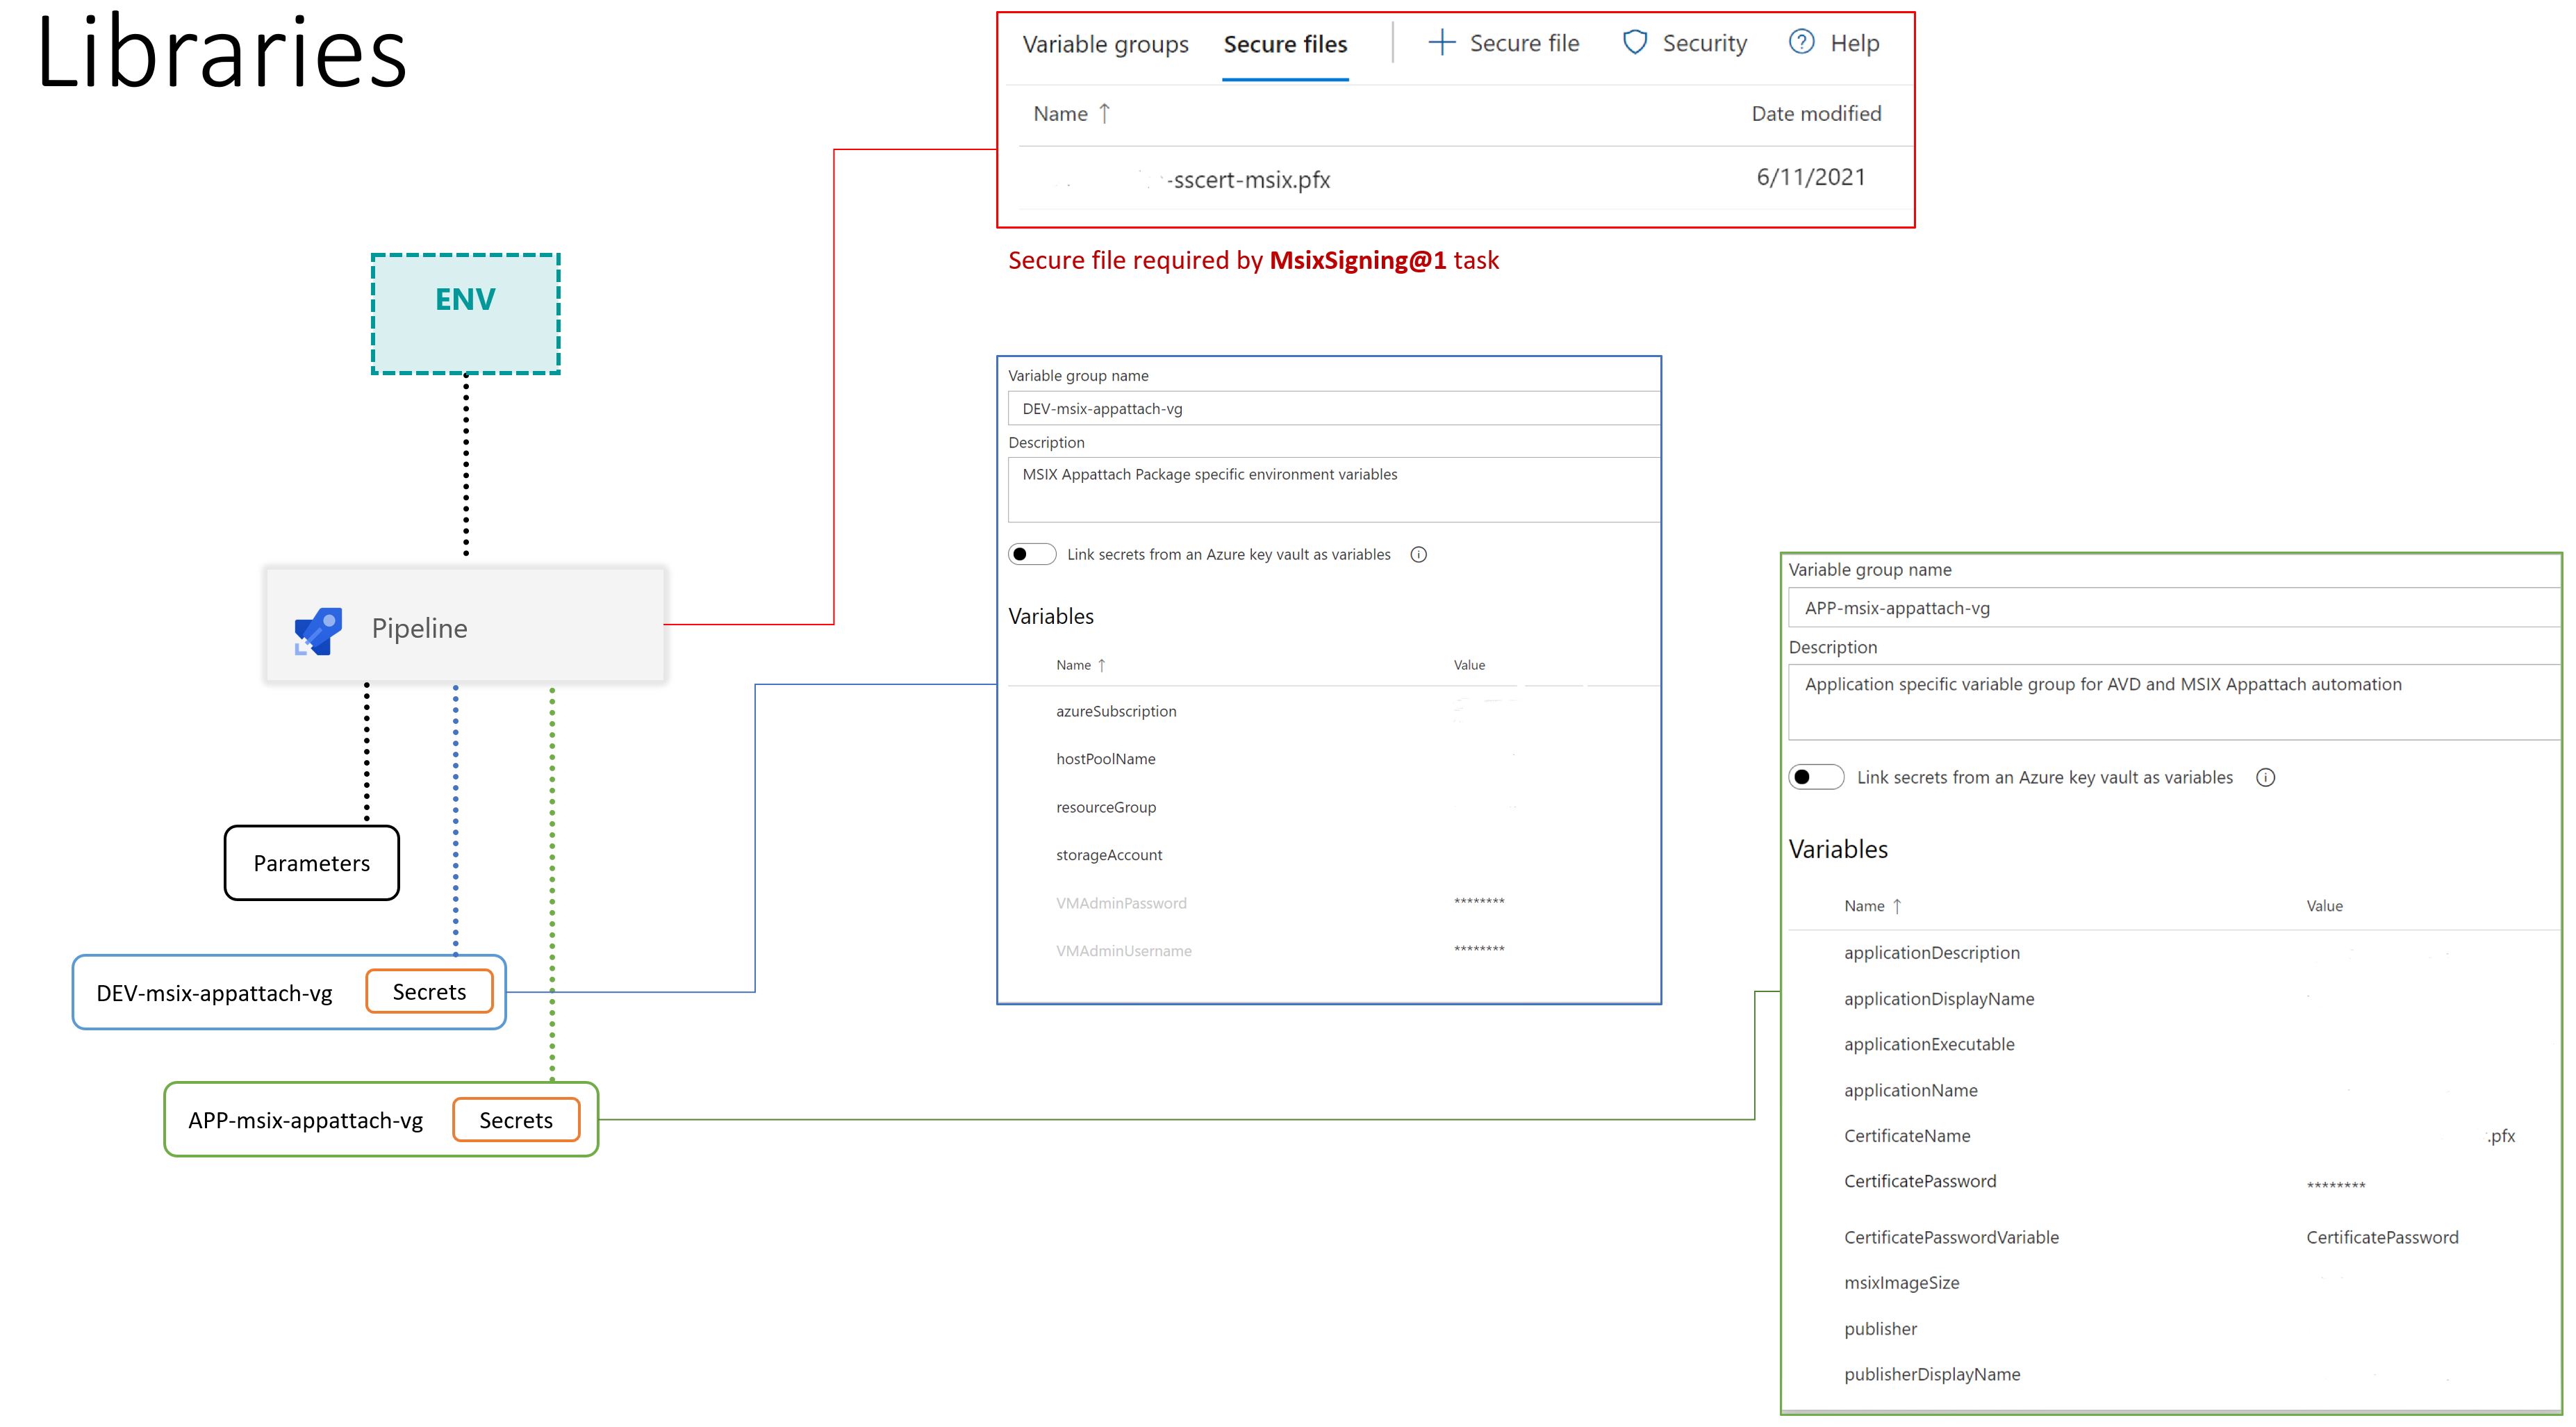 Libraries
Variable groups Secure files Secure file Security Help
Name ↑ Date modified
-sscert-msix.pfx 6/11/2021
Secure file required by MsixSigning@1 task
ENV
Pipeline
Parameters
DEV-msix-appattach-vg Secrets
APP-msix-appattach-vg Secrets
Variable group name
DEV-msix-appattach-vg
Description
MSIX Appattach Package specific environment variables
Link secrets from an Azure key vault as variables
Variables
Name ↑ Value
azureSubscription
hostPoolName
resourceGroup
storageAccount
VMAdminPassword ********
VMAdminUsername ********
Variable group name
APP-msix-appattach-vg
Description
Application specific variable group for AVD and MSIX Appattach automation
Link secrets from an Azure key vault as variables
Variables
Name ↑ Value
applicationDescription
applicationDisplayName
applicationExecutable
applicationName
CertificateName .pfx
CertificatePassword ********
CertificatePasswordVariable CertificatePassword
msixImageSize
publisher
publisherDisplayName